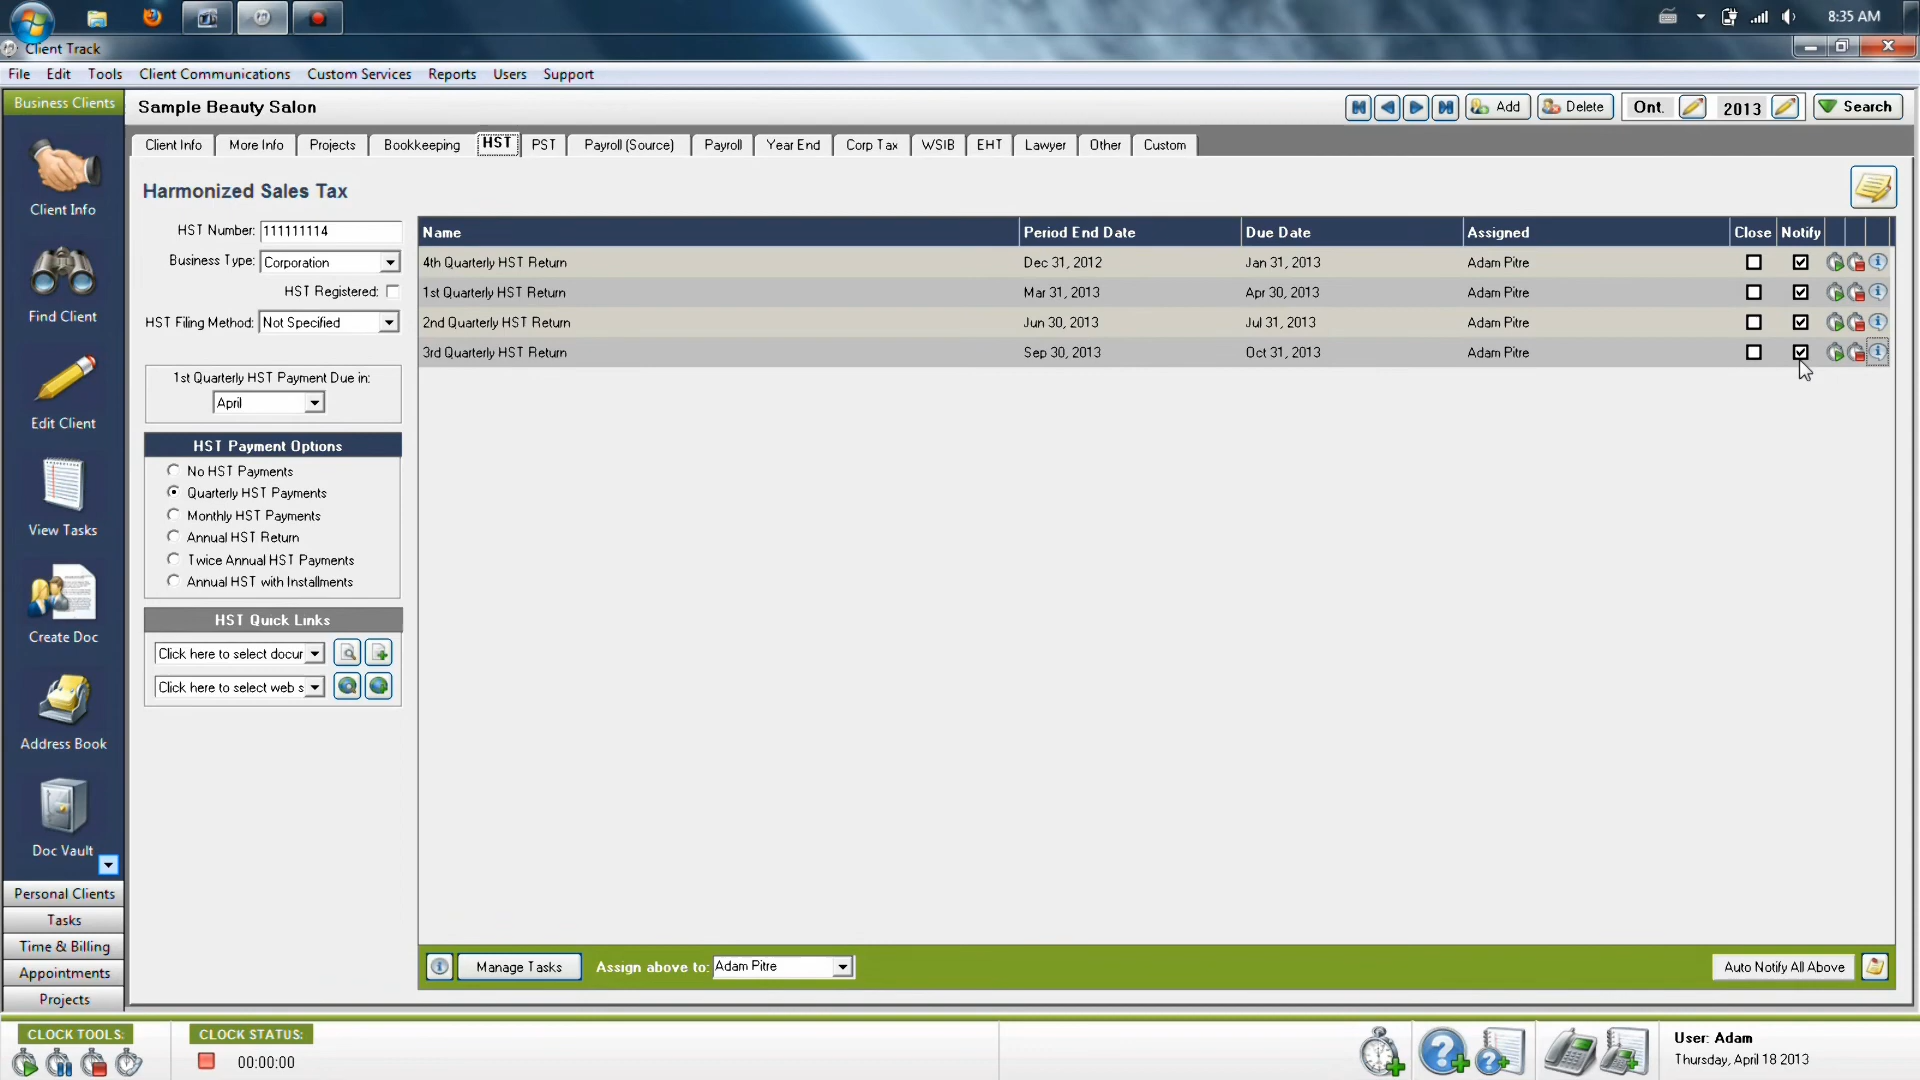 8:35 AM
Client Track
File Edit Tools Client Communications Custom Services Reports Users Support
Business Clients
Sample Beauty Salon
Add Delete Ont. 2013 Search
Client Info More Info Projects Bookkeeping HST PST Payroll (Source) Payroll Year End Corp Tax WSIB EHT Lawyer Other Custom
Harmonized Sales Tax
HST Number: 111111114
Business Type: Corporation
HST Registered:
HST Filing Method: Not Specified
1st Quarterly HST Payment Due in:
April
HST Payment Options
No HST Payments
Quarterly HST Payments
Monthly HST Payments
Annual HST Return
Twice Annual HST Payments
Annual HST with Installments
HST Quick Links
Click here to select docur
Click here to select web s
Name Period End Date Due Date Assigned Close Notify
4th Quarterly HST Return Dec 31, 2012 Jan 31, 2013 Adam Pitre
1st Quarterly HST Return Mar 31, 2013 Apr 30, 2013 Adam Pitre
2nd Quarterly HST Return Jun 30, 2013 Jul 31, 2013 Adam Pitre
3rd Quarterly HST Return Sep 30, 2013 Oct 31, 2013 Adam Pitre
Client Info
Find Client
Edit Client
View Tasks
Create Doc
Address Book
Doc Vault
Personal Clients
Tasks
Time & Billing
Appointments
Projects
Manage Tasks Assign above to: Adam Pitre Auto Notify All Above
CLOCK TOOLS: CLOCK STATUS:
00:00:00
User: Adam
Thursday, April 18 2013